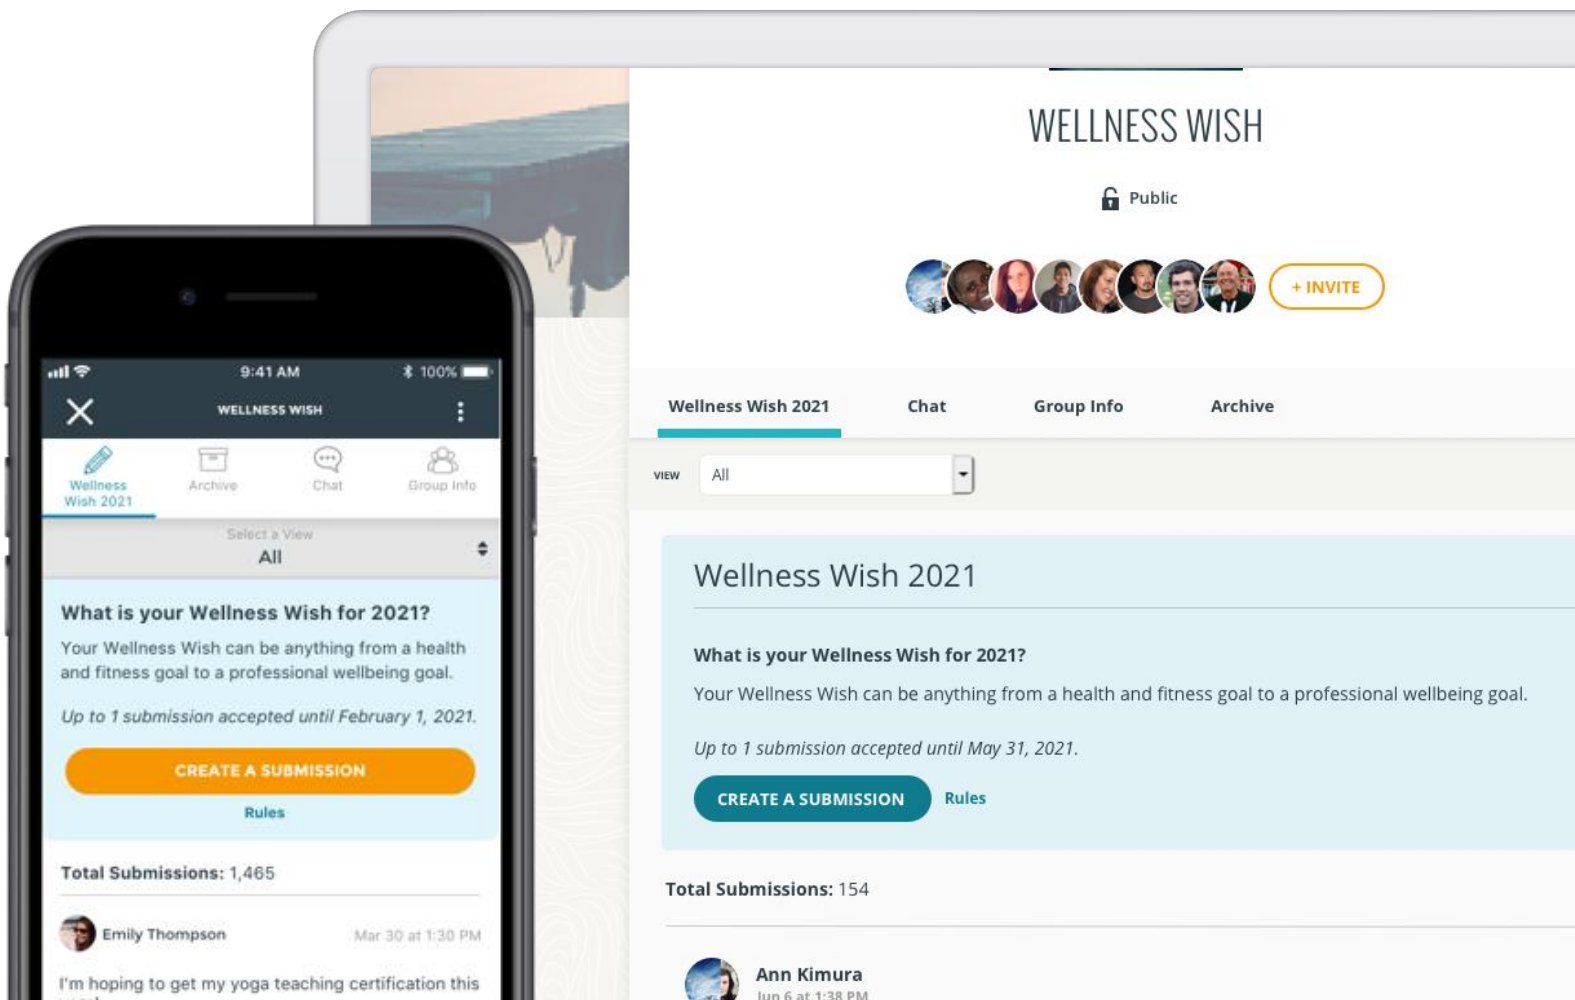 9:41 AM
100%
WELLNESS WISH
Wellness
Wish 2021
Archive
Chat
Group Info
Select a View
All
What is your Wellness Wish for 2021?
Your Wellness Wish can be anything from a health
and fitness goal to a professional wellbeing goal.
Up to 1 submission accepted until February 1, 2021.
CREATE A SUBMISSION
Rules
Total Submissions: 1,465
Emily Thompson
Mar 30 at 1:30 PM
I'm hoping to get my yoga teaching certification this
WELLNESS WISH
Public
+ INVITE
Wellness Wish 2021
Chat
Group Info
Archive
VIEW
All
Wellness Wish 2021
What is your Wellness Wish for 2021?
Your Wellness Wish can be anything from a health and fitness goal to a professional wellbeing goal.
Up to 1 submission accepted until May 31, 2021.
CREATE A SUBMISSION
Rules
Total Submissions: 154
Ann Kimura
Jun 6 at 1:38 PM